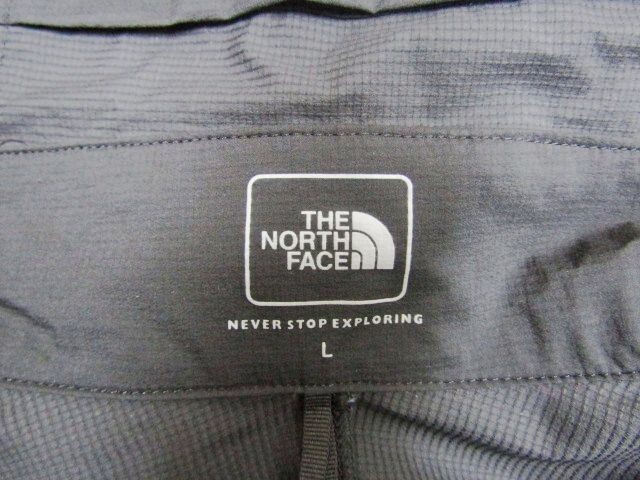 THE
NORTH
FACE
NEVER STOP EXPLORING
L